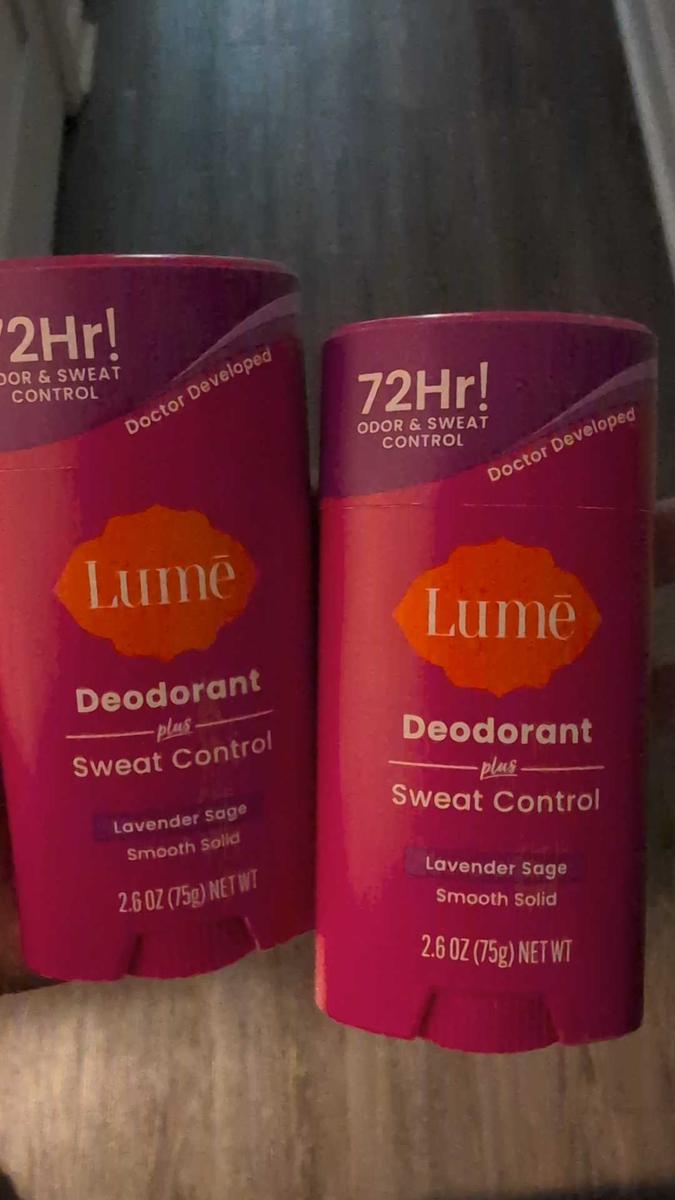 72Hr!
ODOR & SWEAT
CONTROL
Doctor Developed
Lumē
Deodorant
plus
Sweat Control
Lavender Sage
Smooth Solid
2.6 OZ (75g) NET WT
72Hr!
ODOR & SWEAT
CONTROL
Doctor Developed
Lumē
Deodorant
plus
Sweat Control
Lavender Sage
Smooth Solid
2.6 OZ (75g) NET WT